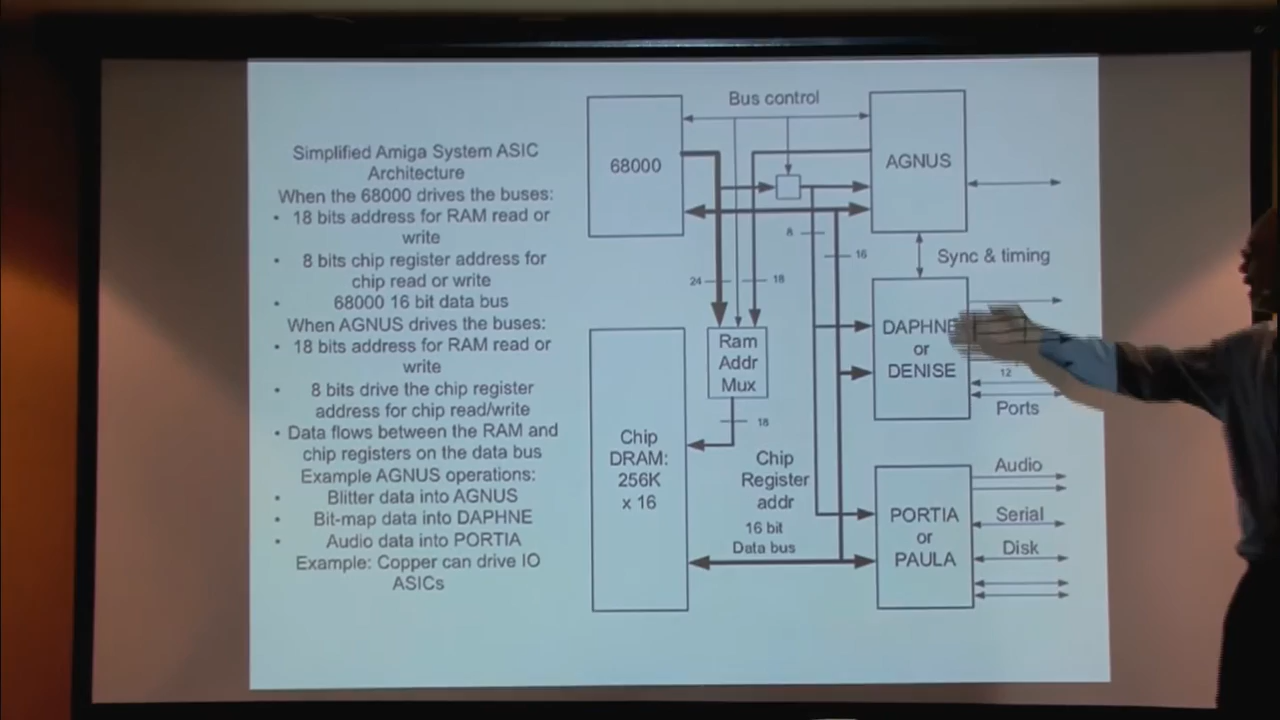 Simplified Amiga System ASIC
Architecture
When the 68000 drives the buses:
• 18 bits address for RAM read or
write
• 8 bits chip register address for
chip read or write
• 68000 16 bit data bus
When AGNUS drives the buses:
• 18 bits address for RAM read or
write
• 8 bits drive the chip register
address for chip read/write
• Data flows between the RAM and
chip registers on the data bus
Example AGNUS operations:
• Blitter data into AGNUS
• Bit-map data into DAPHNE
• Audio data into PORTIA
Example: Copper can drive IO
ASICs
Bus control
68000
AGNUS
8
16
24
18
Sync & timing
Ram
Addr
Mux
18
DAPHNE
or
DENISE
12
Ports
Chip
DRAM:
256K
x 16
Chip
Register
addr
16 bit
Data bus
PORTIA
or
PAULA
Audio
Serial
Disk